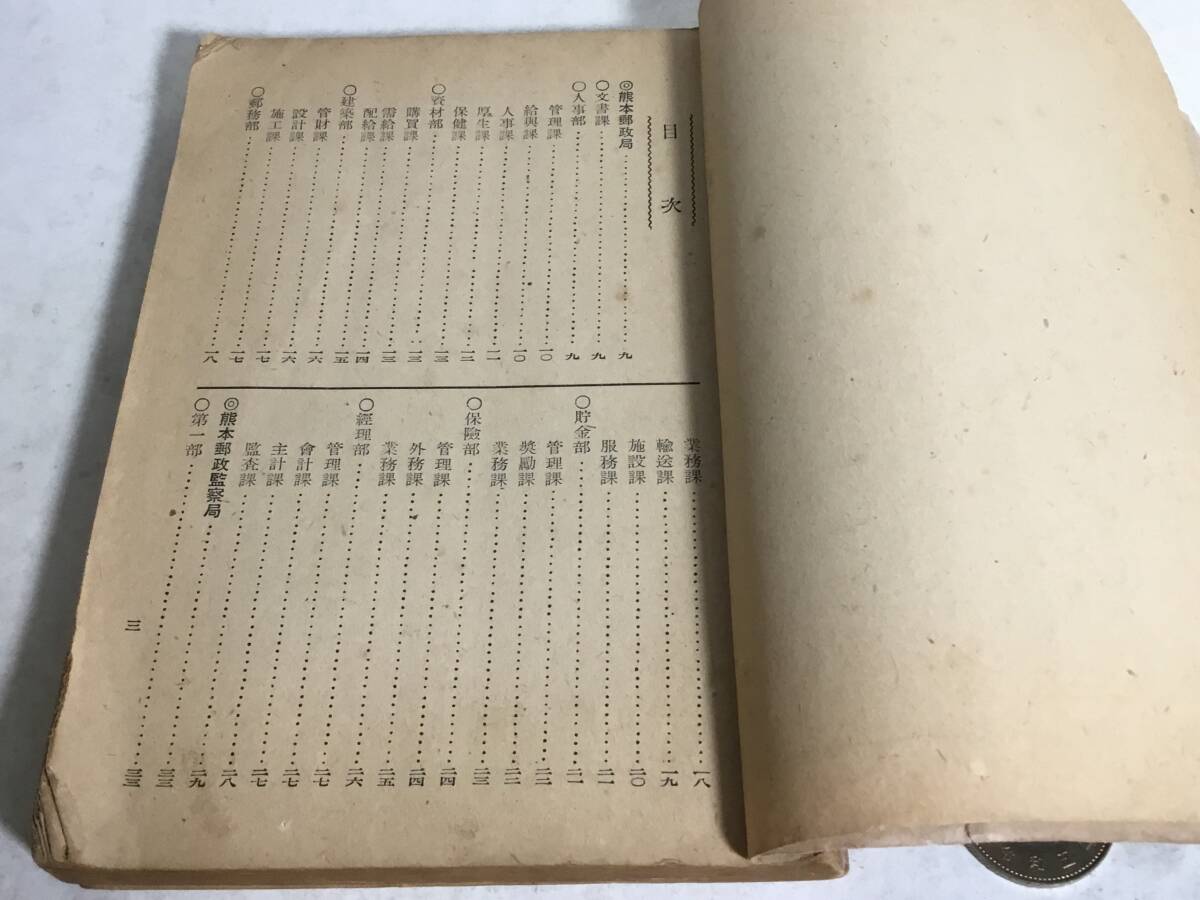 目次
◎熊本郵政局……九
○文書課……九
○人事部……九
管理課……一〇
給與課……一〇
人事課……一一
厚生課……一二
保健課……一三
○資材部……一三
購買課……一三
需給課……一三
配給課……一四
○建築部……一五
管財課……一六
設計課……一六
施工課……一七
○郵務部……一八
業務課……一八
輸送課……一九
施設課……二〇
服務課……二一
○貯金部……二一
管理課……二二
奬励課……二二
業務課……二三
○保險部……二四
管理課……二四
外務課……二五
業務課……二六
○經理部……二七
管理課……二七
會計課……二七
主計課……二八
監査課……二九
◎熊本郵政監察局……三三
○第一部……三三
三